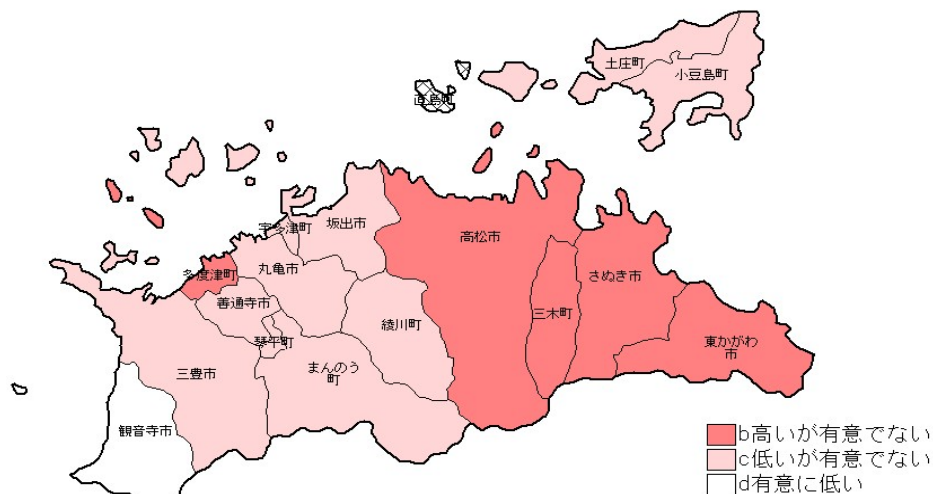 土庄町
小豆島町
直島町
宇多津町
坂出市
高松市
多度津町
丸亀市
さぬき市
善通寺市
三木町
綾川町
琴平町
東かがわ
市
三豊市
まんのう
町
観音寺市
b高いが有意でない
c低いが有意でない
d有意に低い